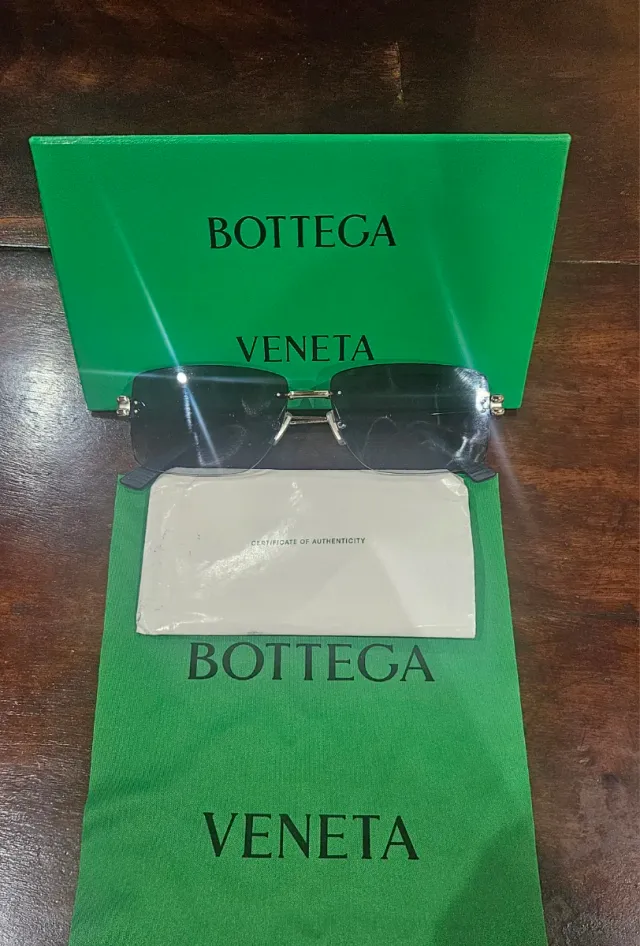 BOTTEGA
VENETA
CERTIFICATE OF AUTHENTICITY
BOTTEGA
VENETA